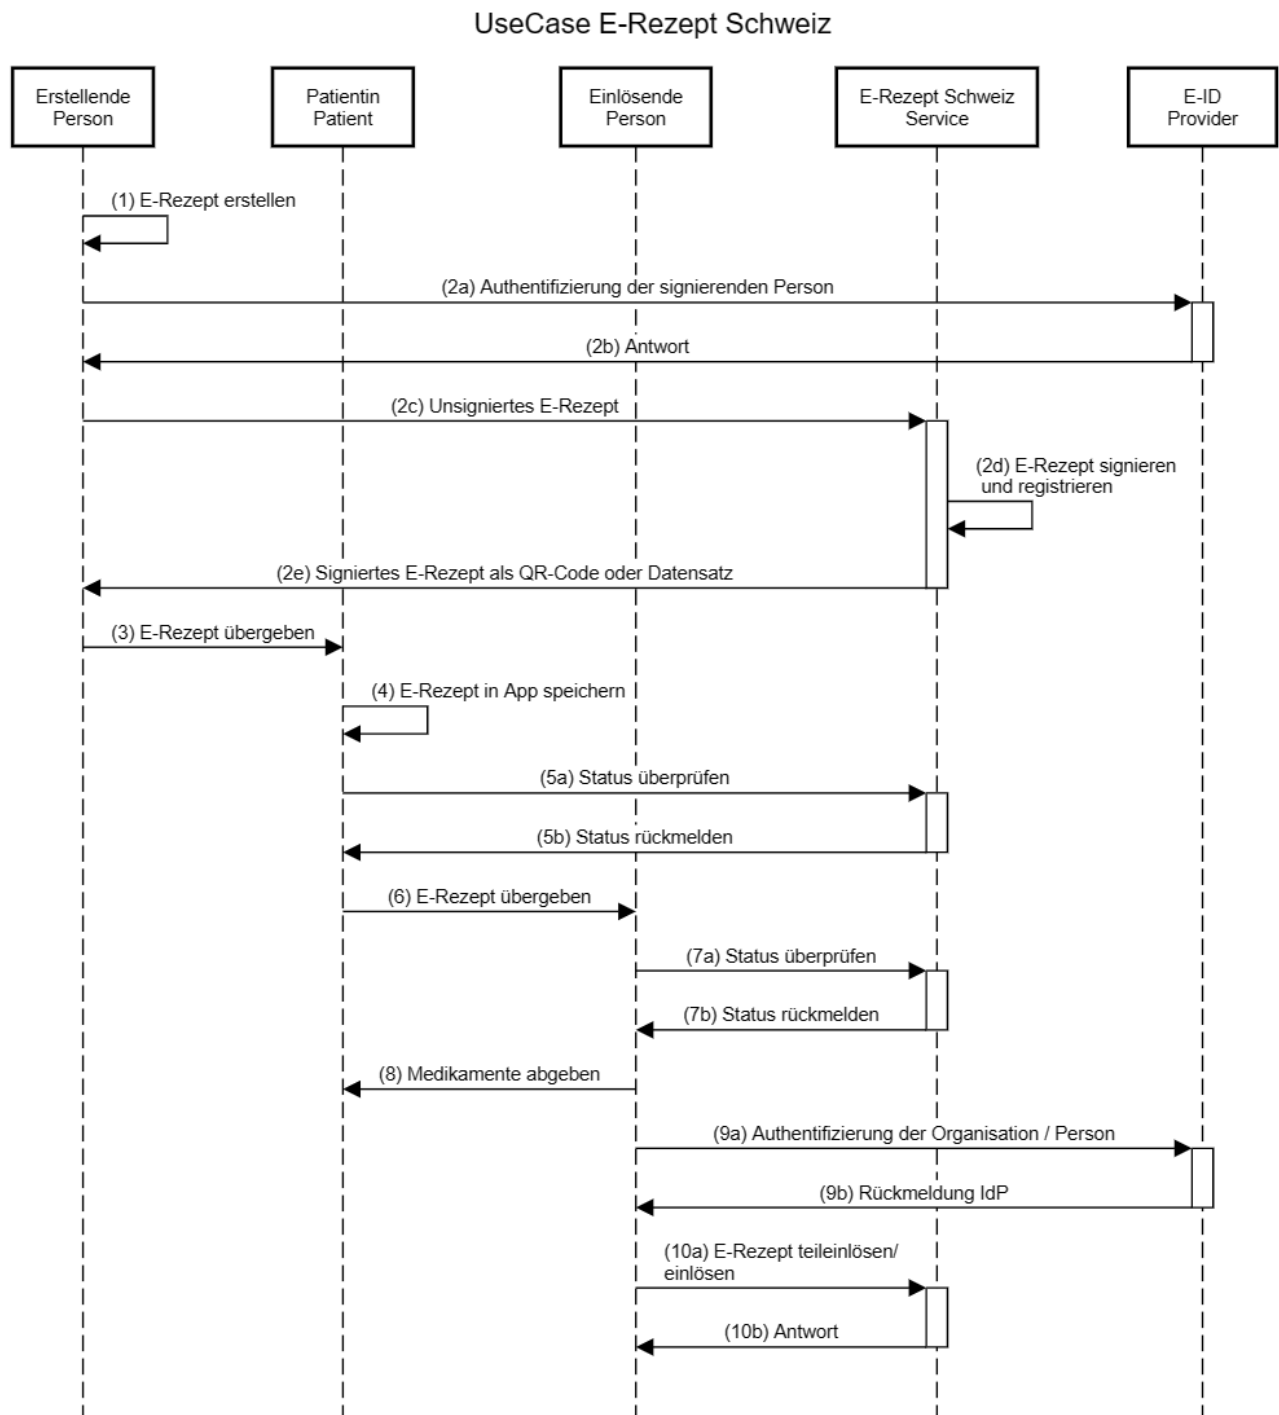 UseCase E-Rezept Schweiz
Erstellende
Person
Patientin
Patient
Einlösende
Person
E-Rezept Schweiz
Service
E-ID
Provider
(1) E-Rezept erstellen
(2a) Authentifizierung der signierenden Person
(2b) Antwort
(2c) Unsigniertes E-Rezept
(2d) E-Rezept signieren
und registrieren
(2e) Signiertes E-Rezept als QR-Code oder Datensatz
(3) E-Rezept übergeben
(4) E-Rezept in App speichern
(5a) Status überprüfen
(5b) Status rückmelden
(6) E-Rezept übergeben
(7a) Status überprüfen
(7b) Status rückmelden
(8) Medikamente abgeben
(9a) Authentifizierung der Organisation / Person
(9b) Rückmeldung IdP
(10a) E-Rezept teileinlösen/
einlösen
(10b) Antwort